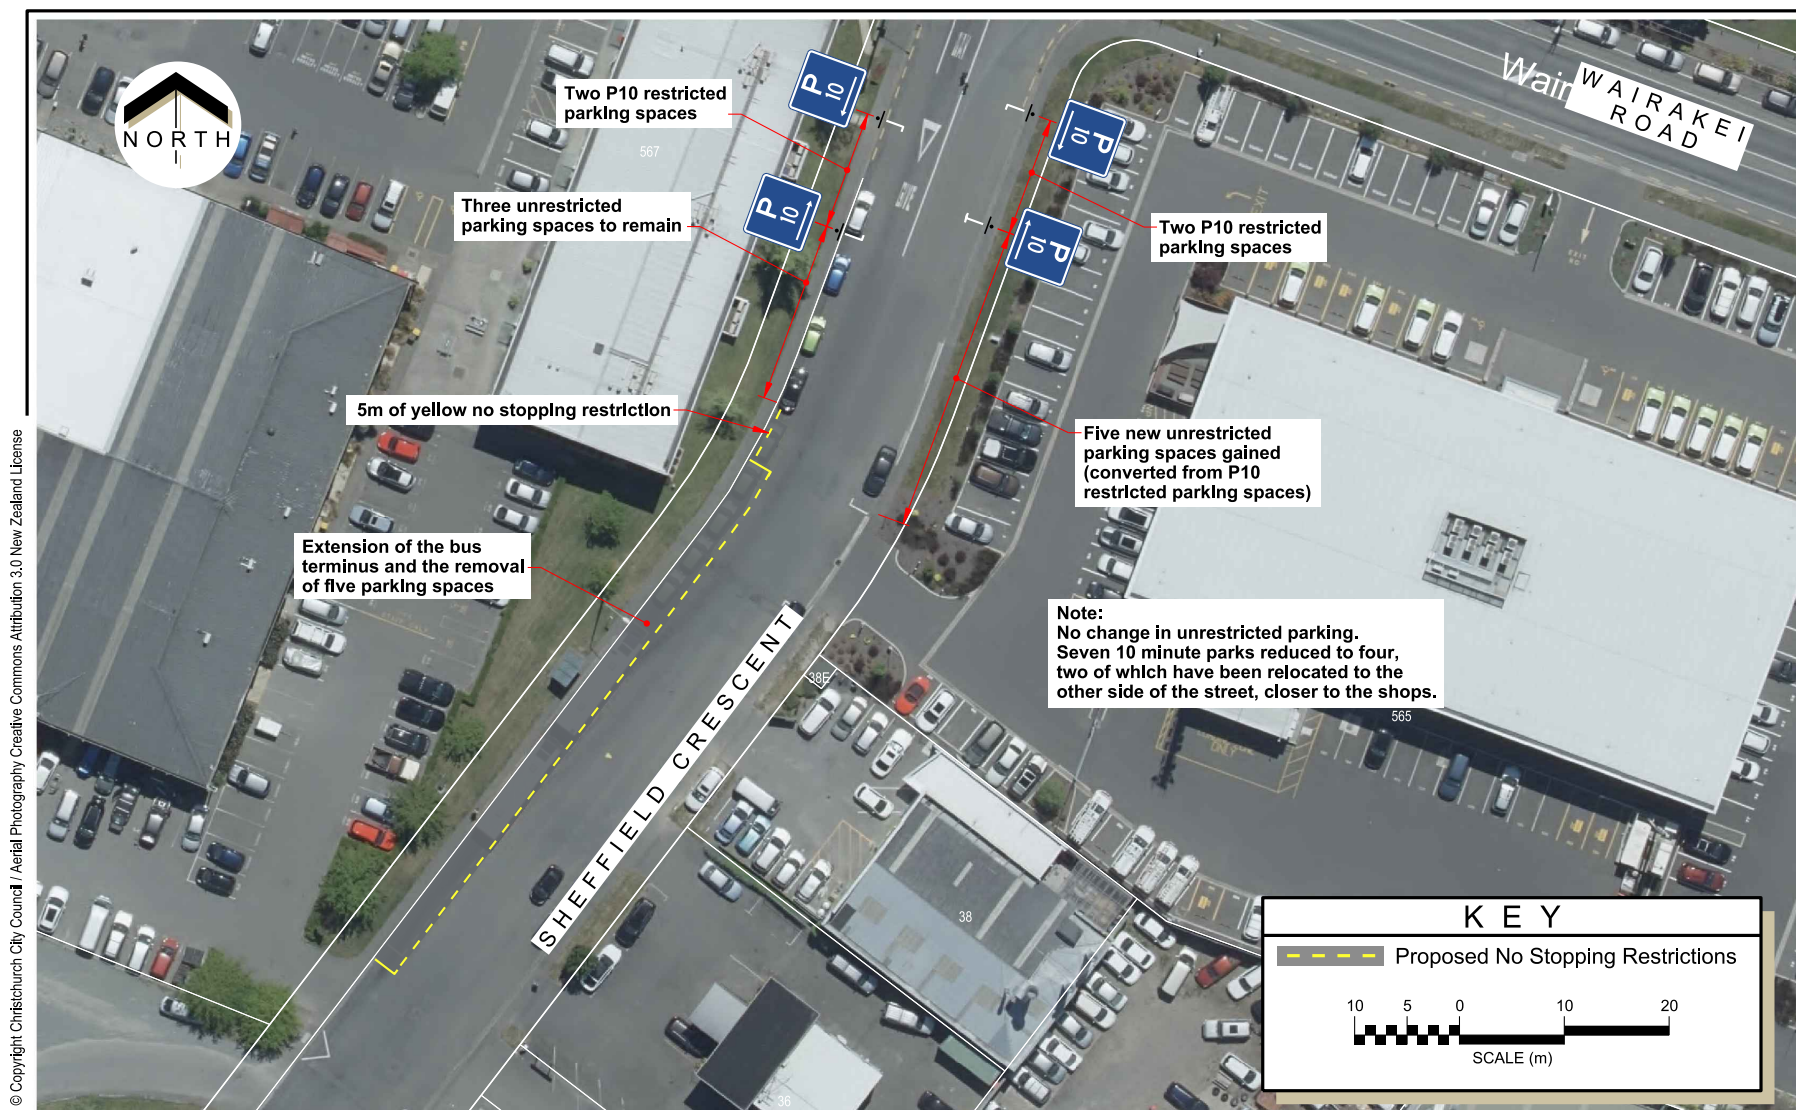 Two P10 restricted
parking spaces
P
10
P
10
NORTH
567
Wair
WAIRAKEI
ROAD
P
10
P
10
EXIT
EXIT
Three unrestricted
parking spaces to remain
Two P10 restricted
parking spaces
5m of yellow no stopping restriction
Five new unrestricted
parking spaces gained
(converted from P10
restricted parking spaces)
Extension of the bus
terminus and the removal
of five parking spaces
Note:
No change in unrestricted parking.
Seven 10 minute parks reduced to four,
two of which have been relocated to the
other side of the street, closer to the shops.
SHEFFIELD CRESCENT
38E
565
38
36
KEY
Proposed No Stopping Restrictions
10 5 0 10 20
SCALE (m)
© Copyright Christchurch City Council / Aerial Photography Creative Commons Attribution 3.0 New Zealand License